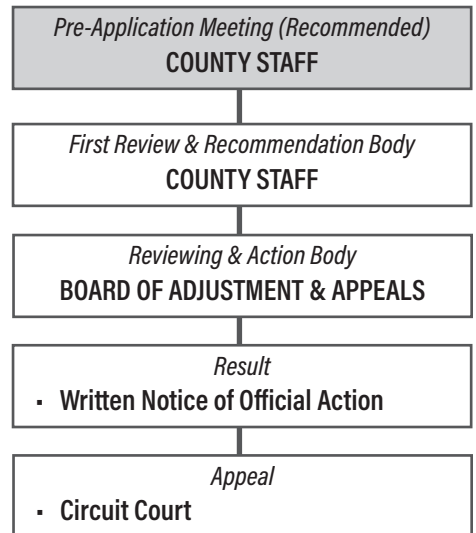 Pre-Application Meeting (Recommended)
COUNTY STAFF
First Review & Recommendation Body
COUNTY STAFF
Reviewing & Action Body
BOARD OF ADJUSTMENT & APPEALS
Result
▪ Written Notice of Official Action
Appeal
▪ Circuit Court